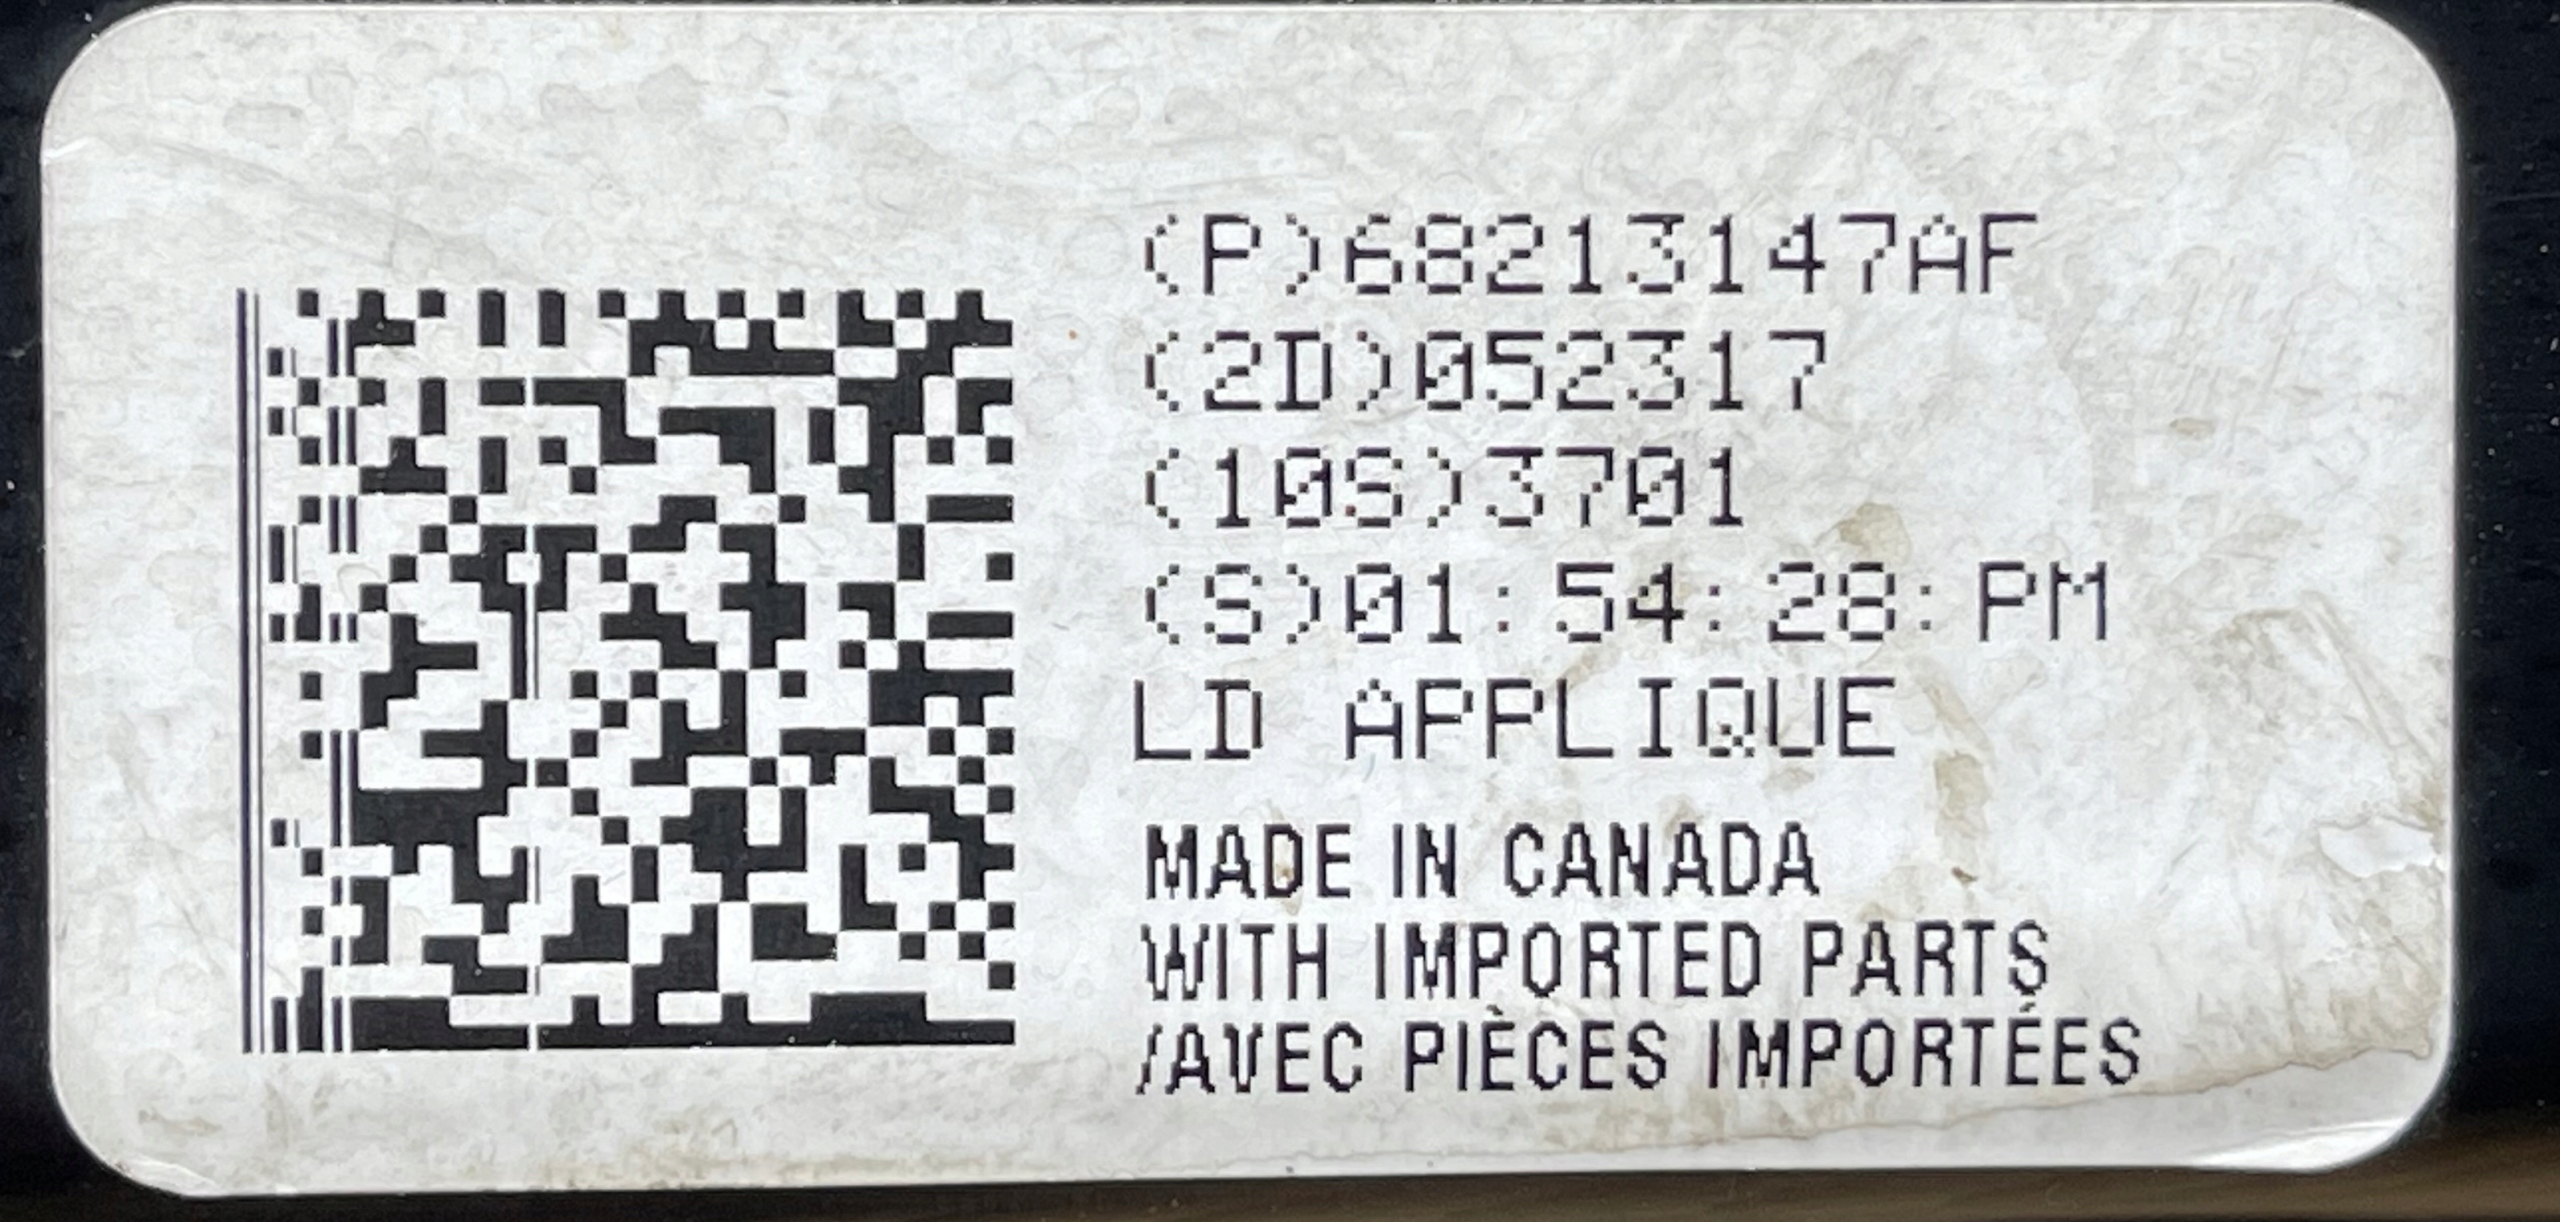 (P)68213147AF
(2D)052317
(10S)3701
(S)01:54:28:PM
LD APPLIQUE
MADE IN CANADA
WITH IMPORTED PARTS
/AVEC PIÈCES IMPORTÉES